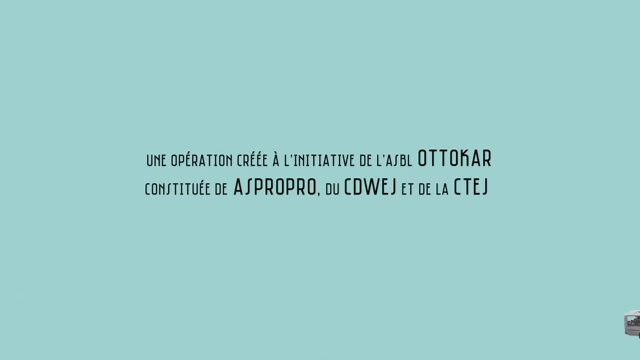 UNE OPÉRATION CRÉÉE À L'INITIATIVE DE L'ASBL OTTOKAR
CONSTITUÉE DE ASPROPRO, DU CDWEJ ET DE LA CTEJ